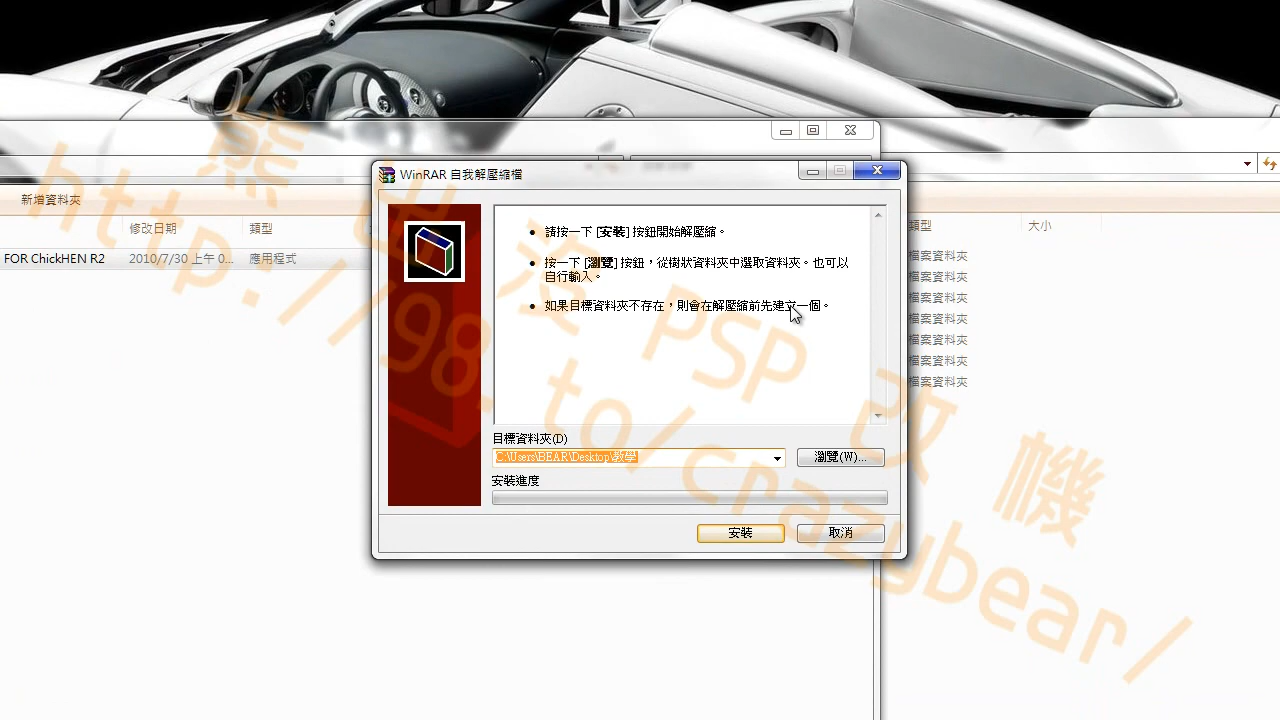 WinRAR 自我解壓縮檔
新增資料夾
修改日期
類型
FOR ChickHEN R2
2010/7/30 上午 0...
應用程式
請按一下 [安裝] 按鈕開始解壓縮。
按一下 [瀏覽] 按鈕，從樹狀資料夾中選取資料夾。也可以
自行輸入。
如果目標資料夾不存在，則會在解壓縮前先建立一個。
目標資料夾(D)
C:\Users\BEAR\Desktop\教學
瀏覽(W)...
安裝進度
安裝
取消
類型
大小
檔案資料夾
檔案資料夾
檔案資料夾
檔案資料夾
檔案資料夾
檔案資料夾
檔案資料夾
熊出沒 PSP 改機
http://98.to/crazybear/